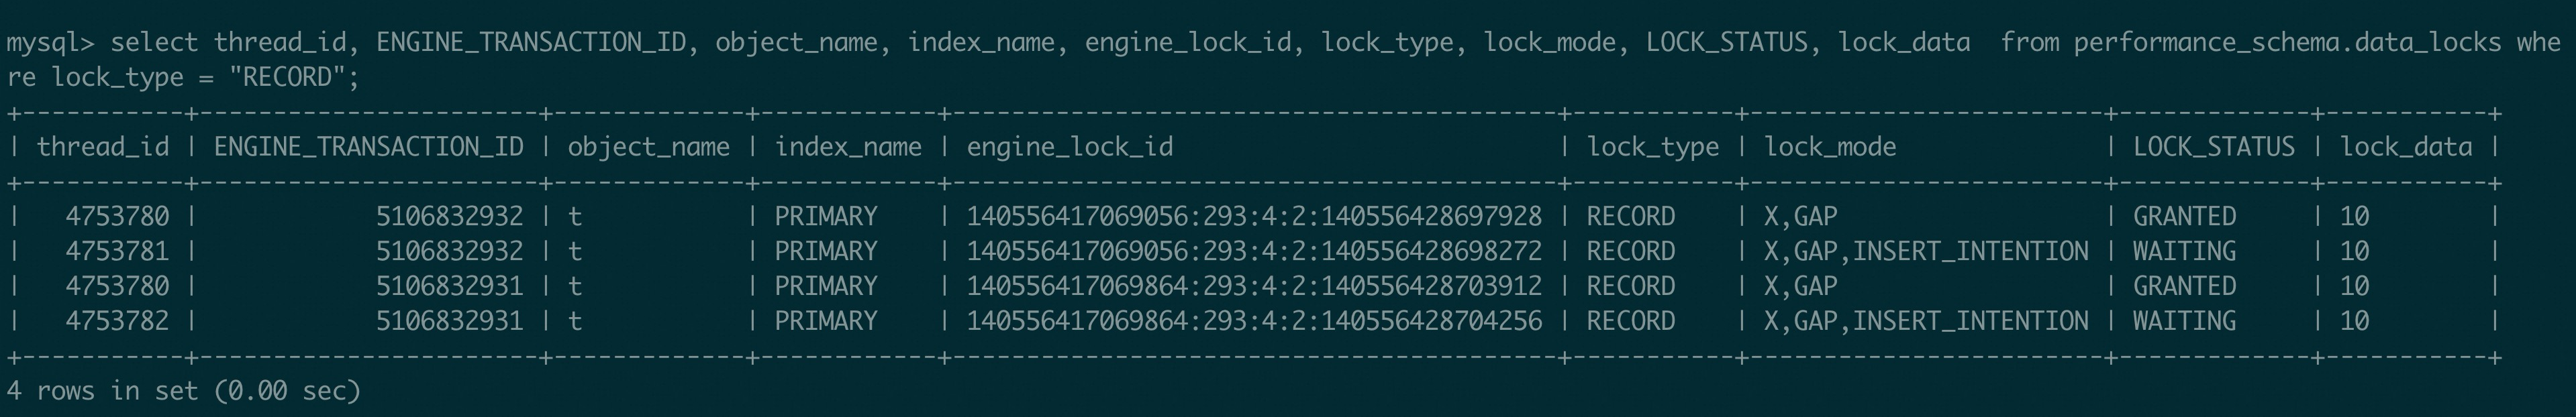 mysql> select thread_id, ENGINE_TRANSACTION_ID, object_name, index_name, engine_lock_id, lock_type, lock_mode, LOCK_STATUS, lock_data  from performance_schema.data_locks whe
re lock_type = "RECORD";
+-----------+-----------------------+-------------+------------+----------------------------------------+-----------+------------------------+-------------+-----------+
| thread_id | ENGINE_TRANSACTION_ID | object_name | index_name | engine_lock_id                         | lock_type | lock_mode              | LOCK_STATUS | lock_data |
+-----------+-----------------------+-------------+------------+----------------------------------------+-----------+------------------------+-------------+-----------+
|   4753780 |            5106832932 | t           | PRIMARY    | 140556417069056:293:4:2:140556428697928 | RECORD    | X,GAP                  | GRANTED     | 10        |
|   4753781 |            5106832932 | t           | PRIMARY    | 140556417069056:293:4:2:140556428698272 | RECORD    | X,GAP,INSERT_INTENTION | WAITING     | 10        |
|   4753780 |            5106832931 | t           | PRIMARY    | 140556417069864:293:4:2:140556428703912 | RECORD    | X,GAP                  | GRANTED     | 10        |
|   4753782 |            5106832931 | t           | PRIMARY    | 140556417069864:293:4:2:140556428704256 | RECORD    | X,GAP,INSERT_INTENTION | WAITING     | 10        |
+-----------+-----------------------+-------------+------------+----------------------------------------+-----------+------------------------+-------------+-----------+
4 rows in set (0.00 sec)